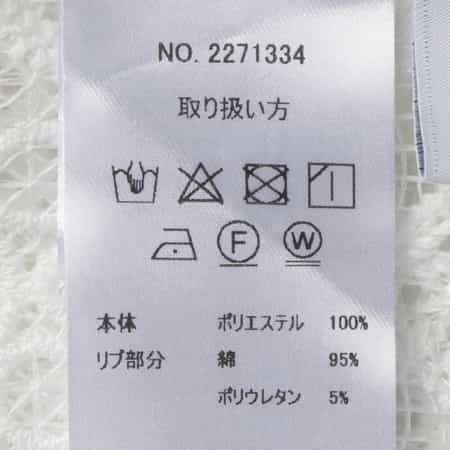 NO. 2271334
取り扱い方
F W
本体 ポリエステル 100%
リブ部分 綿 95%
ポリウレタン 5%